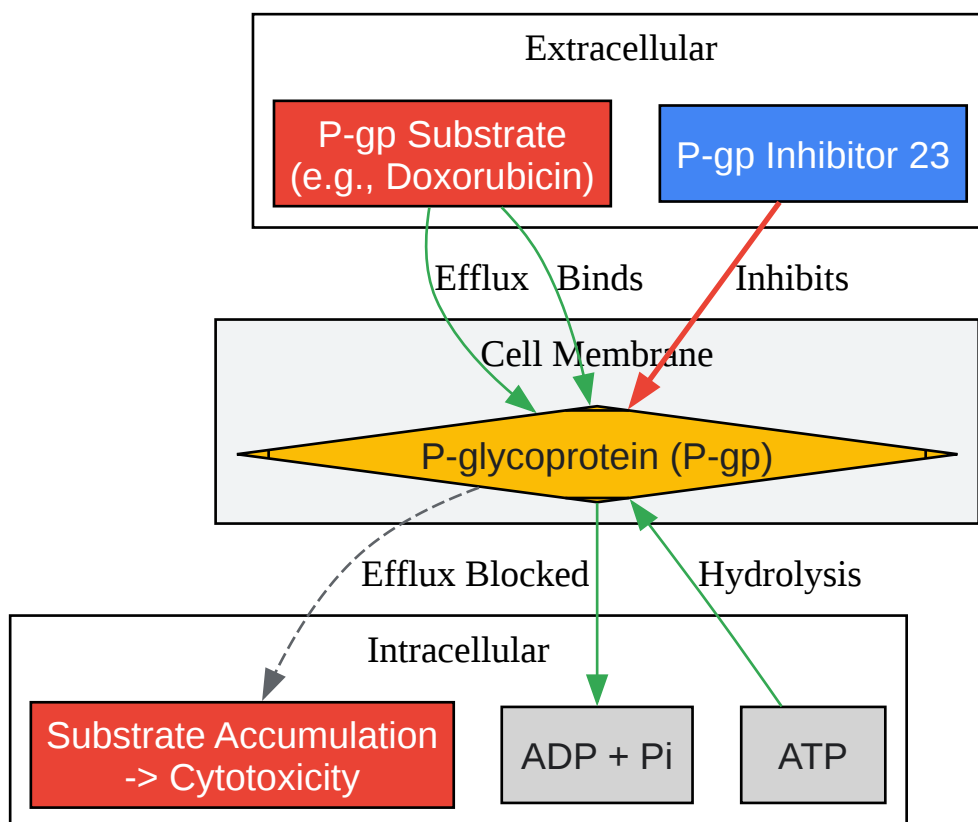 Extracellular
P-gp Substrate
(e.g., Doxorubicin)
P-gp Inhibitor 23
Efflux
Binds
Inhibits
Cell Membrane
P-glycoprotein (P-gp)
Efflux Blocked
Hydrolysis
Intracellular
Substrate Accumulation
-> Cytotoxicity
ADP + Pi
ATP